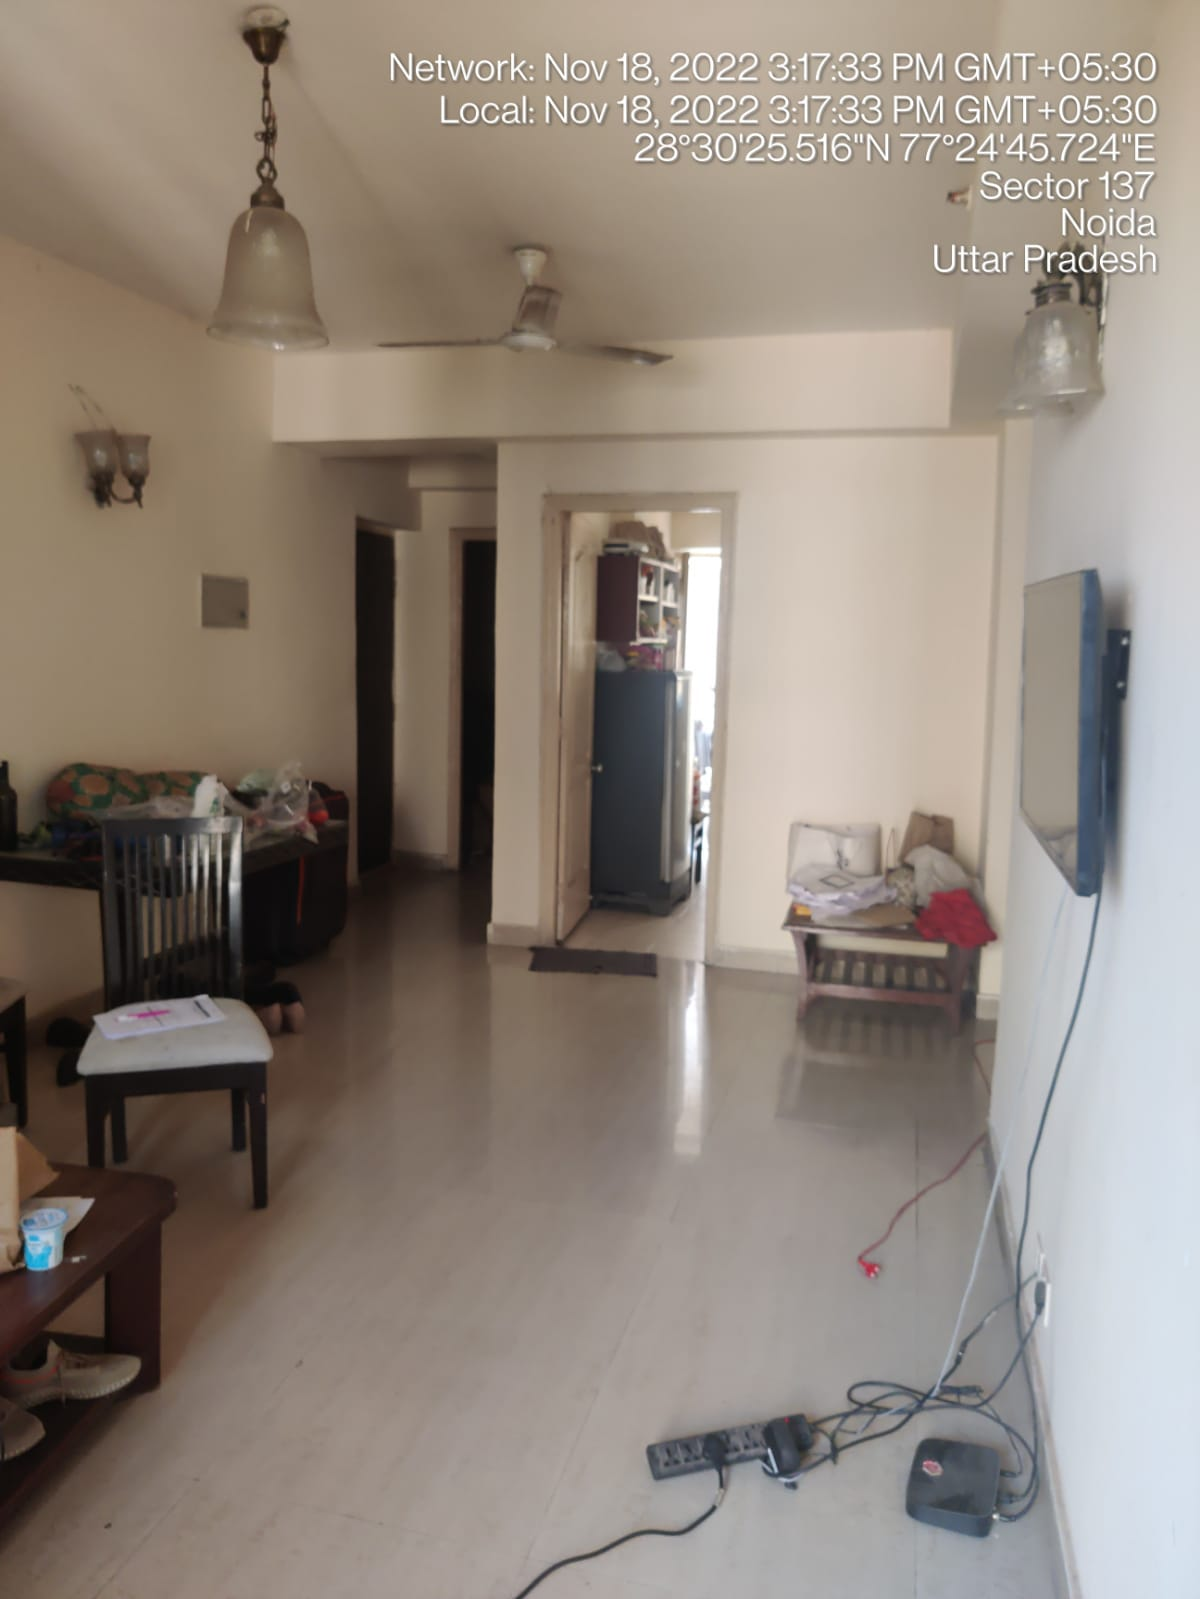 Network: Nov 18, 2022 3:17:33 PM GMT+05:30
Local: Nov 18, 2022 3:17:33 PM GMT+05:30
28°30'25.516"N 77°24'45.724"E
Sector 137
Noida
Uttar Pradesh